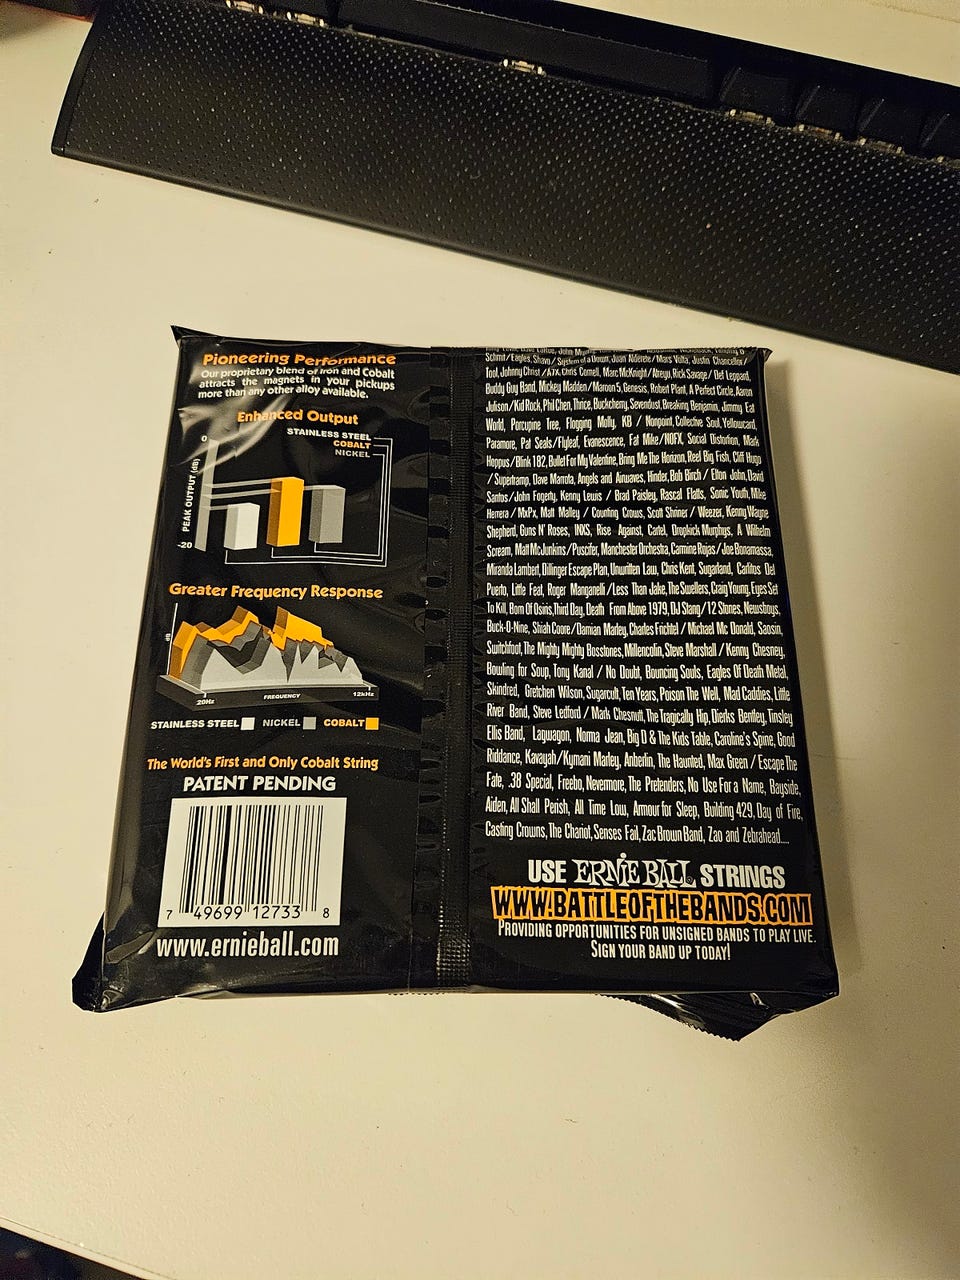 Pioneering Performance
Our proprietary blend of Iron and Cobalt
attracts the magnets in your pickups
more than any other alloy available.
Enhanced Output
STAINLESS STEEL
COBALT
NICKEL
0
PEAK OUTPUT (dB)
-20
Greater Frequency Response
dB
20Hz
FREQUENCY
12kHz
STAINLESS STEEL
NICKEL
COBALT
The World's First and Only Cobalt String
PATENT PENDING
7 49699 12733 8
www.ernieball.com
Schmit/Eagles, Shavo/System of a Down, Juan Alderete/Mars Volta, Justin Chancellor/
Tool, Johnny Christ/A7X, Chris Cornell, Marc McKnight/Atreyu, Rick Savage/ Def Leppard,
Buddy Guy Band, Mickey Madden/Maroon 5, Genesis, Robert Plant, A Perfect Circle, Aaron
Julison/Kid Rock, Phil Chen, Thrice, Buckcherry, Sevendust, Breaking Benjamin, Jimmy Eat
World, Porcupine Tree, Flogging Molly, KB / Nonpoint, Collective Soul, Yellowcard,
Paramore, Pat Seals/Flyleaf, Evanescence, Fat Mike/NOFX, Social Distortion, Mark
Hoppus/Blink 182, Bullet For My Valentine, Bring Me The Horizon, Reel Big Fish, Cliff Hugo
/ Supertramp, Dave Marotta, Angels and Airwaves, Hinder, Bob Birch / Elton John, David
Santos/John Fogerty, Kenny Lewis / Brad Paisley, Rascal Flatts, Sonic Youth, Mike
Herrera / MxPx, Matt Malley / Counting Crows, Scott Shriner / Weezer, Kenny Wayne
Shepherd, Guns N' Roses, INXS, Rise Against, Cartel, Dropkick Murphys, A Wilhelm
Scream, Matt McJunkins/Puscifer, Manchester Orchestra, Carmine Rojas/Joe Bonamassa,
Miranda Lambert, Dillinger Escape Plan, Unwritten Law, Chris Kent, Sugarland, Carlitos Del
Puerto, Little Feat, Roger Manganelli/Less Than Jake, The Swellers, Craig Young, Eyes Set
To Kill, Born Of Osiris, Third Day, Death From Above 1979, DJ Stang/12 Stones, Newsboys,
Buck-O-Nine, Shiah Coore/Damian Marley, Charles Frichtel / Michael Mc Donald, Saosin,
Switchfoot, The Mighty Mighty Bosstones, Millencolin, Steve Marshall / Kenny Chesney,
Bowling for Soup, Tony Kanal / No Doubt, Bouncing Souls, Eagles Of Death Metal,
Skindred, Gretchen Wilson, Sugarcult, Ten Years, Poison The Well, Mad Caddies, Little
River Band, Steve Ledford / Mark Chesnutt, The Tragically Hip, Dierks Bentley, Tinsley
Ellis Band, Lagwagon, Norma Jean, Big D & The Kids Table, Caroline's Spine, Good
Riddance, Kavayah/Kymani Marley, Anberlin, The Haunted, Max Green / Escape The
Fate, .38 Special, Freebo, Nevermore, The Pretenders, No Use For a Name, Bayside,
Aiden, All Shall Perish, All Time Low, Armour for Sleep, Building 429, Day of Fire,
Casting Crowns, The Chariot, Senses Fail, Zac Brown Band, Zao and Zebrahead....
USE ERNIE BALL STRINGS
WWW.BATTLEOFTHEBANDS.COM
PROVIDING OPPORTUNITIES FOR UNSIGNED BANDS TO PLAY LIVE.
SIGN YOUR BAND UP TODAY!